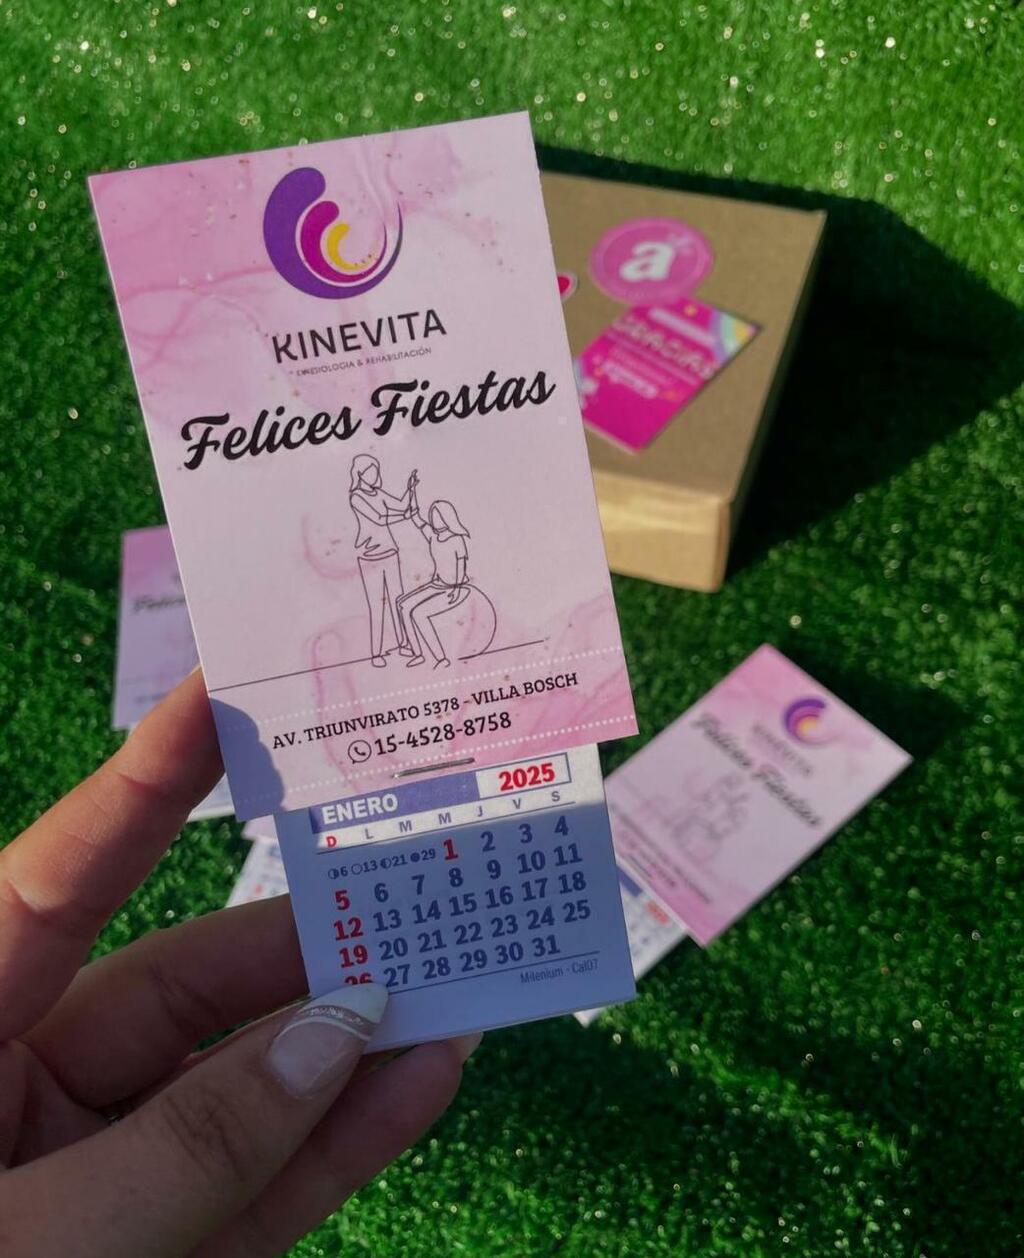 KINEVITA
KINESIOLOGIA & REHABILITACIÓN
Felices Fiestas
AV. TRIUNVIRATO 5378 - VILLA BOSCH
15-4528-8758
ENERO 2025
D L M M J V S
6 13 21 29 1 2 3 4
5 6 7 8 9 10 11
12 13 14 15 16 17 18
19 20 21 22 23 24 25
26 27 28 29 30 31
Milenium - Cal07
a
GRACIAS
KINEVITA
Felices Fiestas